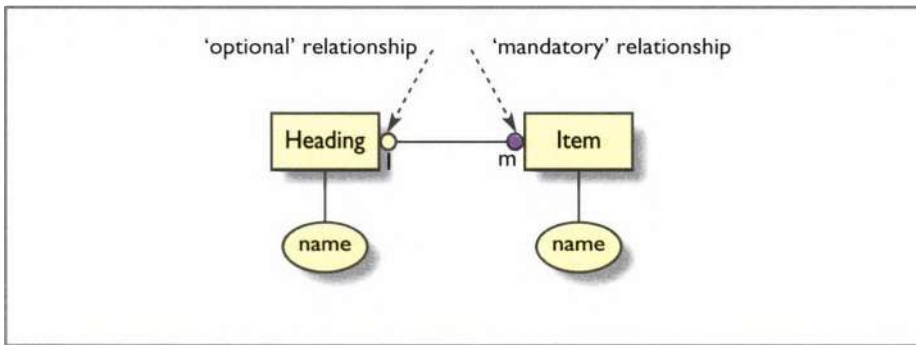 'optional' relationship 'mandatory' relationship
Heading Item
l m
name name